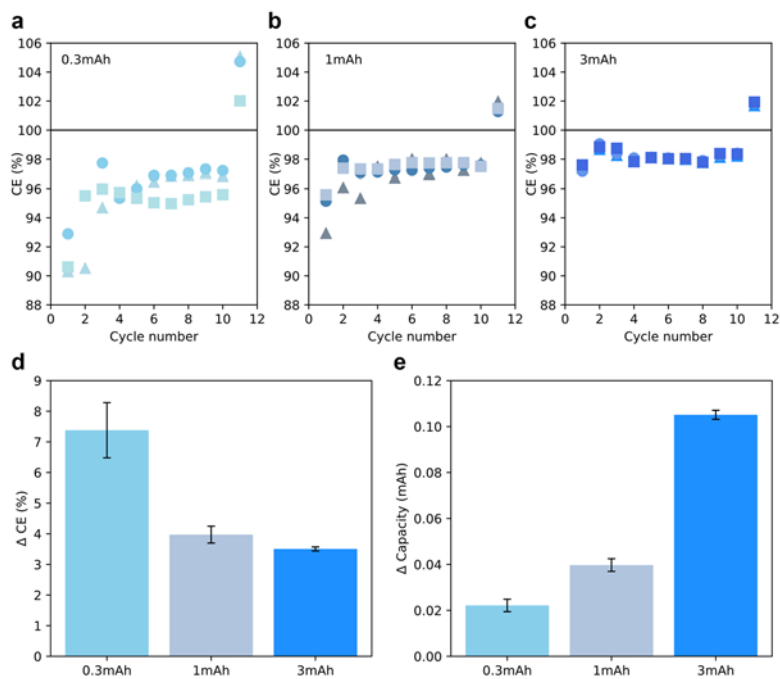 a
0.3mAh
CE (%)
106
104
102
100
98
96
94
92
90
88
0 2 4 6 8 10 12
Cycle number
b
1mAh
CE (%)
106
104
102
100
98
96
94
92
90
88
0 2 4 6 8 10 12
Cycle number
c
3mAh
CE (%)
106
104
102
100
98
96
94
92
90
88
0 2 4 6 8 10 12
Cycle number
d
Δ CE (%)
9
8
7
6
5
4
3
2
1
0
0.3mAh 1mAh 3mAh
e
Δ Capacity (mAh)
0.12
0.10
0.08
0.06
0.04
0.02
0.00
0.3mAh 1mAh 3mAh